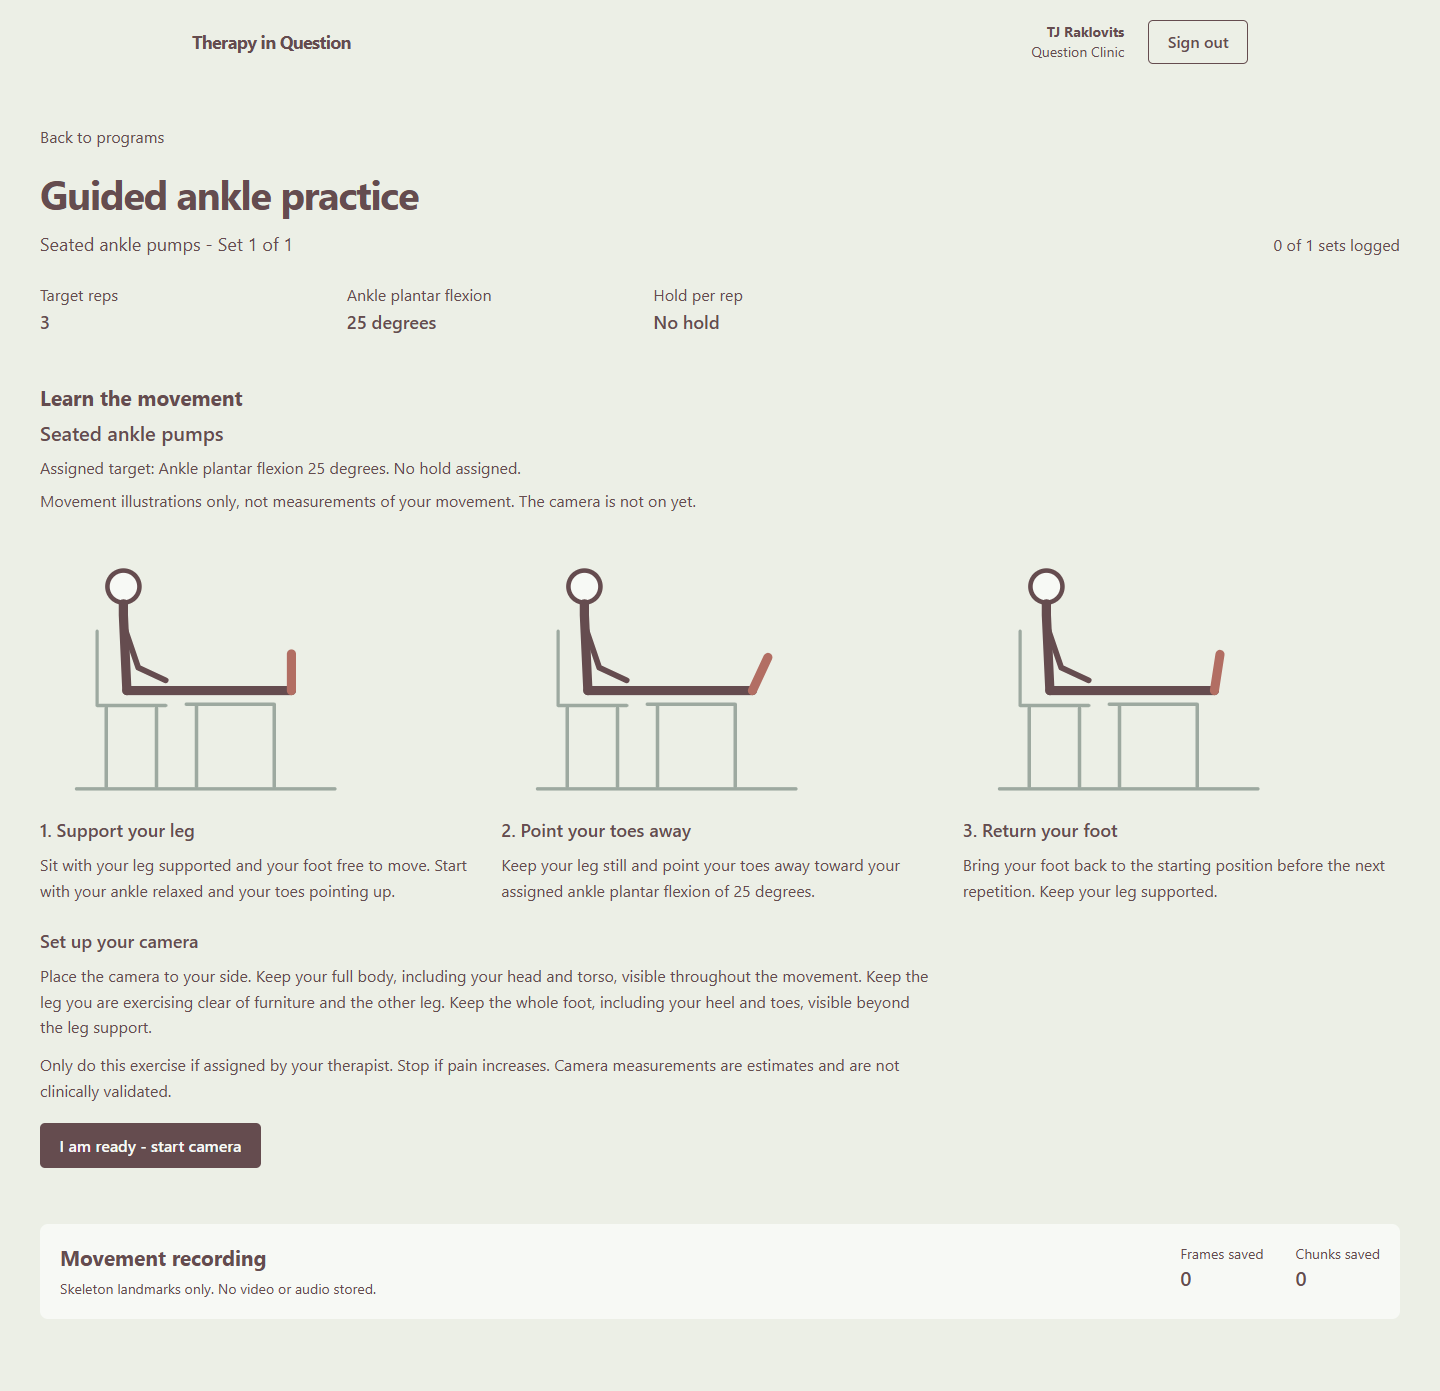 Therapy in Question
TJ Raklovits
Question Clinic
Sign out
Back to programs
Guided ankle practice
Seated ankle pumps - Set 1 of 1
0 of 1 sets logged
Target reps
3
Ankle plantar flexion
25 degrees
Hold per rep
No hold
Learn the movement
Seated ankle pumps
Assigned target: Ankle plantar flexion 25 degrees. No hold assigned.
Movement illustrations only, not measurements of your movement. The camera is not on yet.
1. Support your leg
Sit with your leg supported and your foot free to move. Start
with your ankle relaxed and your toes pointing up.
2. Point your toes away
Keep your leg still and point your toes away toward your
assigned ankle plantar flexion of 25 degrees.
3. Return your foot
Bring your foot back to the starting position before the next
repetition. Keep your leg supported.
Set up your camera
Place the camera to your side. Keep your full body, including your head and torso, visible throughout the movement. Keep the
leg you are exercising clear of furniture and the other leg. Keep the whole foot, including your heel and toes, visible beyond
the leg support.
Only do this exercise if assigned by your therapist. Stop if pain increases. Camera measurements are estimates and are not
clinically validated.
I am ready - start camera
Movement recording
Skeleton landmarks only. No video or audio stored.
Frames saved
0
Chunks saved
0